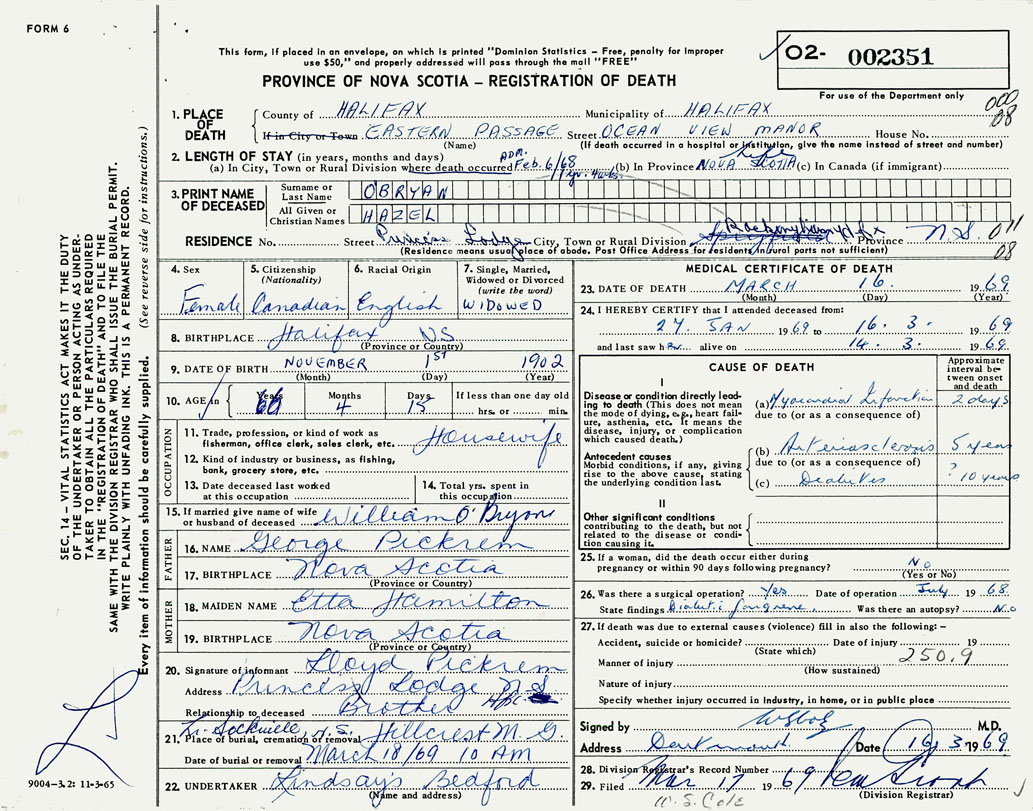 FORM 6
This form, if placed in an envelope, on which is printed "Dominion Statistics – Free, penalty for improper
use $50," and properly addressed will pass through the mail "FREE"
PROVINCE OF NOVA SCOTIA – REGISTRATION OF DEATH
O2- 002351
For use of the Department only
000
08
1. PLACE OF DEATH
County of HALIFAX Municipality of HALIFAX
If in City or Town EASTERN PASSAGE Street OCEAN VIEW MANOR House No.
(Name) (If death occurred in a hospital or institution, give the name instead of street and number)
2. LENGTH OF STAY (in years, months and days)
(a) In City, Town or Rural Division where death occurred ADM. Feb. 6/68 (b) In Province life NOVA SCOTIA (c) In Canada (if immigrant)
3. PRINT NAME OF DECEASED
Surname or Last Name OBRYAN
All Given or Christian Names HAZEL
RESIDENCE No. Street Princess Lodge City, Town or Rural Division Province N.S. 011
(Residence means usual place of abode. Post Office Address for residents in rural parts not sufficient)
08
4. Sex Female
5. Citizenship (Nationality) Canadian
6. Racial Origin English
7. Single, Married, Widowed or Divorced (write the word) WIDOWED
8. BIRTHPLACE Halifax N.S.
(Province or Country)
9. DATE OF BIRTH NOVEMBER 1ST 1902
(Month) (Day) (Year)
10. AGE in Years Months 4 Days 15 If less than one day old hrs. or min.
OCCUPATION
11. Trade, profession, or kind of work as fisherman, office clerk, sales clerk, etc. Housewife
12. Kind of industry or business, as fishing, bank, grocery store, etc.
13. Date deceased last worked at this occupation
14. Total yrs. spent in this occupation
15. If married give name of wife or husband of deceased William O'Bryan
FATHER
16. NAME George Pickrem
17. BIRTHPLACE Nova Scotia
(Province or Country)
MOTHER
18. MAIDEN NAME Etta Hamilton
19. BIRTHPLACE Nova Scotia
(Province or Country)
20. Signature of informant Lloyd Pickrem
Address Princess Lodge N.S.
Relationship to deceased Brother
21. Place of burial, cremation or removal Lr. Sackville, N.S. Hillcrest M. G.
Date of burial or removal March 18/69 10 AM
22. UNDERTAKER Lindsay's Bedford
(Name and address)
MEDICAL CERTIFICATE OF DEATH
23. DATE OF DEATH MARCH 16. 1969
(Month) (Day) (Year)
24. I HEREBY CERTIFY that I attended deceased from:
27. JAN 1969 to 16. 3. 1969
and last saw her alive on 14. 3. 1969
CAUSE OF DEATH
Approximate interval between onset and death
I
Disease or condition directly leading to death (This does not mean the mode of dying, e.g., heart failure, asthenia, etc. It means the disease, injury, or complication which caused death.)
(a) Myocardial Infarction 2 days
due to (or as a consequence of)
Antecedent causes
Morbid conditions, if any, giving rise to the above cause, stating the underlying condition last.
(b) Arteriosclerosis 5 years
due to (or as a consequence of)
(c) Diabetes ? 10 years
II
Other significant conditions contributing to the death, but not related to the disease or condition causing it.
25. If a woman, did the death occur either during pregnancy or within 90 days following pregnancy? No
(Yes or No)
26. Was there a surgical operation? Yes Date of operation July 1968.
State findings Diabetic Gangrene. Was there an autopsy? No
27. If death was due to external causes (violence) fill in also the following:–
Accident, suicide or homicide? Date of injury 19
(State which)
Manner of injury 250.9
(How sustained)
Nature of injury
Specify whether injury occurred in industry, in home, or in public place
Signed by M.D.
Address Dartmouth Date 16/3 1969
28. Division Registrar's Record Number
29. Filed Mar 17 1969
(Division Registrar)
W. S. Cole
SEC. 14 – VITAL STATISTICS ACT MAKES IT THE DUTY
OF THE UNDERTAKER OR PERSON ACTING AS UNDER-
TAKER TO OBTAIN ALL THE PARTICULARS REQUIRED
IN THE "REGISTRATION OF DEATH" AND TO FILE THE
SAME WITH THE DIVISION REGISTRAR WHO SHALL ISSUE THE BURIAL PERMIT.
WRITE PLAINLY WITH UNFADING INK. THIS IS A PERMANENT RECORD.
Every item of information should be carefully supplied. (See reverse side for instructions.)
9004-3.2: 11-3-65